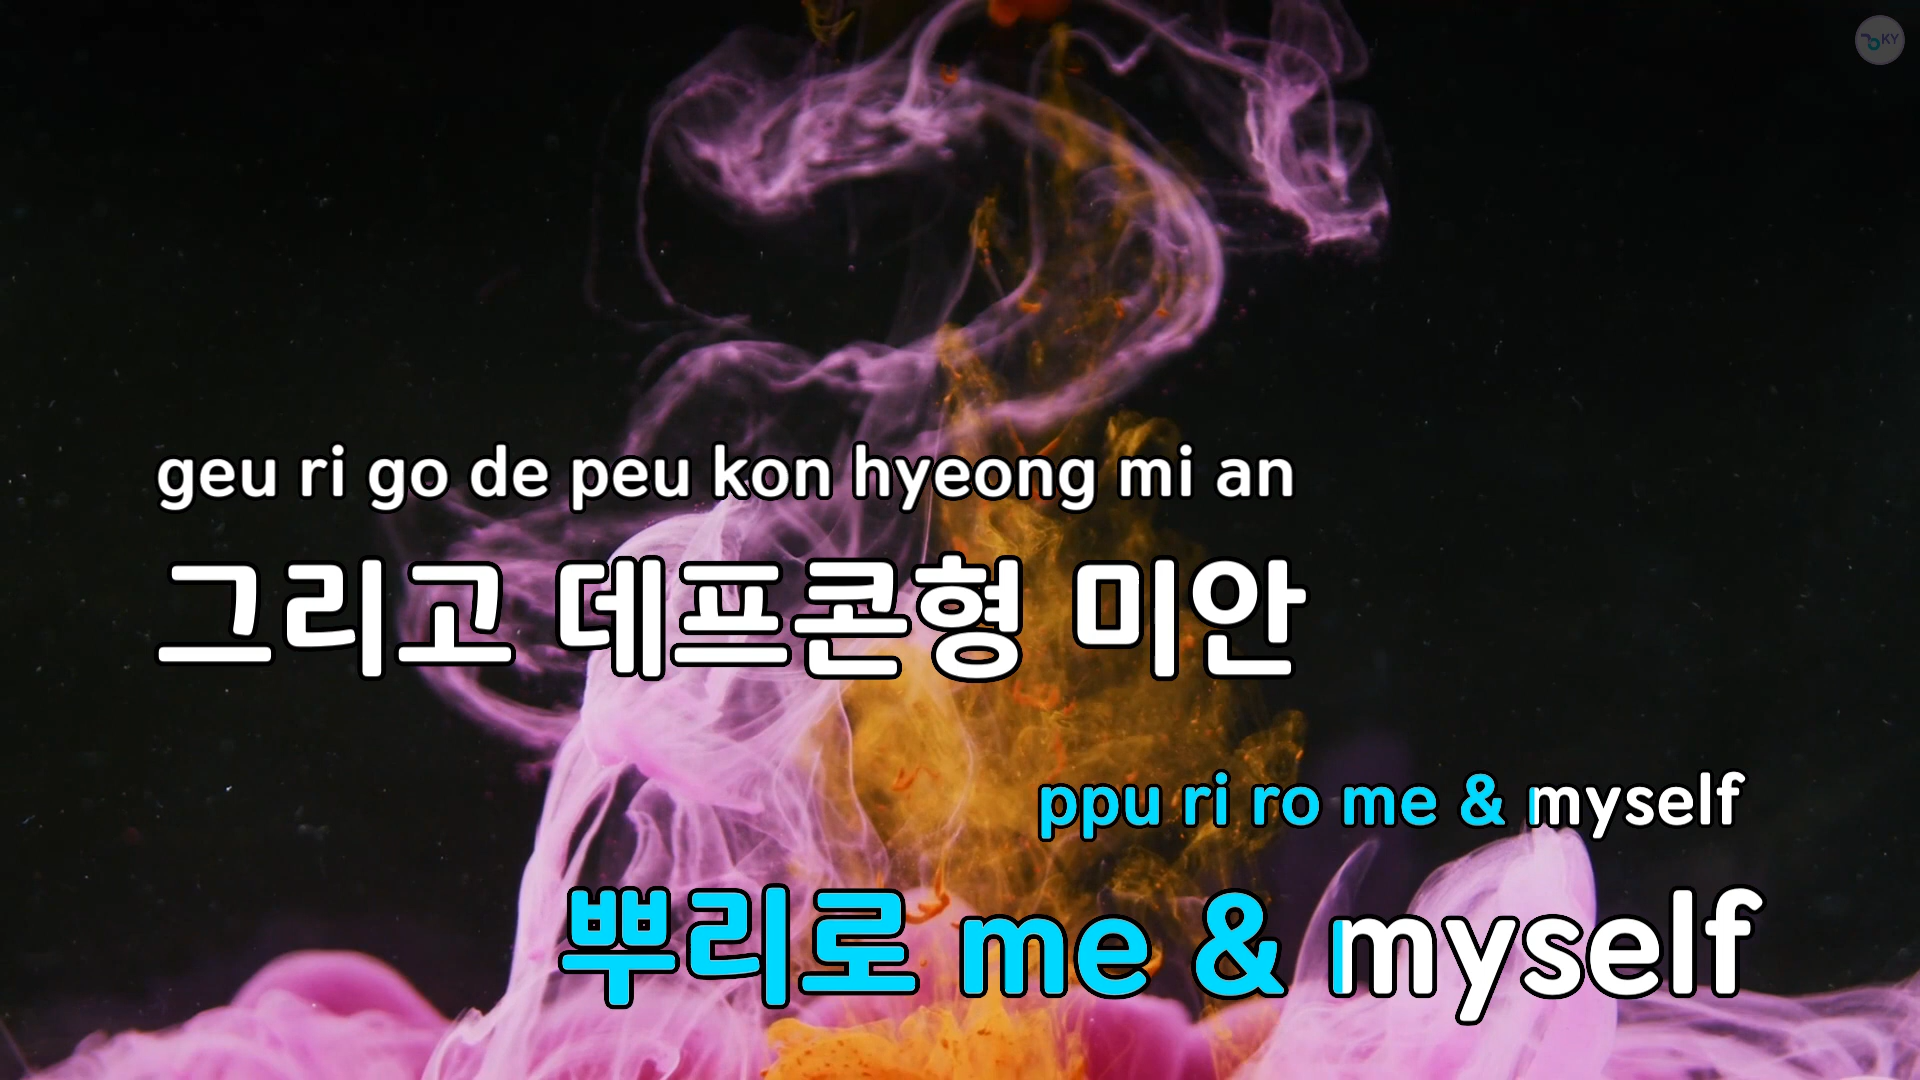 KY
geu ri go de peu kon hyeong mi an
그리고 데프콘형 미안
ppu ri ro me & myself
뿌리로 me & myself